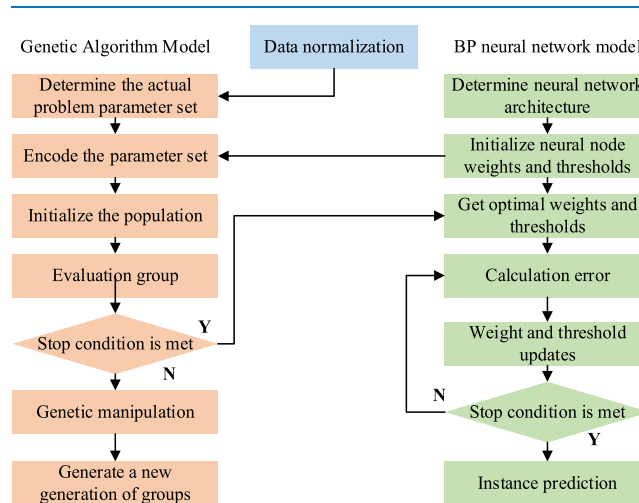 Genetic Algorithm Model
Data normalization
BP neural network model
Determine the actual
problem parameter set
Encode the parameter set
Initialize the population
Evaluation group
Stop condition is met
Y
N
Genetic manipulation
Generate a new
generation of groups
Determine neural network
architecture
Initialize neural node
weights and thresholds
Get optimal weights and
thresholds
Calculation error
Weight and threshold
updates
N
Stop condition is met
Y
Instance prediction